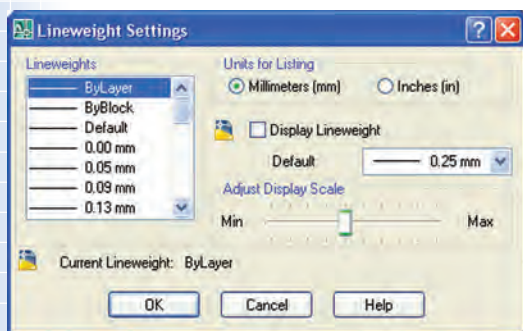 Lineweight Settings
Lineweights
ByLayer
ByBlock
Default
0.00 mm
0.05 mm
0.09 mm
0.13 mm
Units for Listing
Millimeters (mm) Inches (in)
Display Lineweight
Default 0.25 mm
Adjust Display Scale
Min Max
Current Lineweight: ByLayer
OK Cancel Help